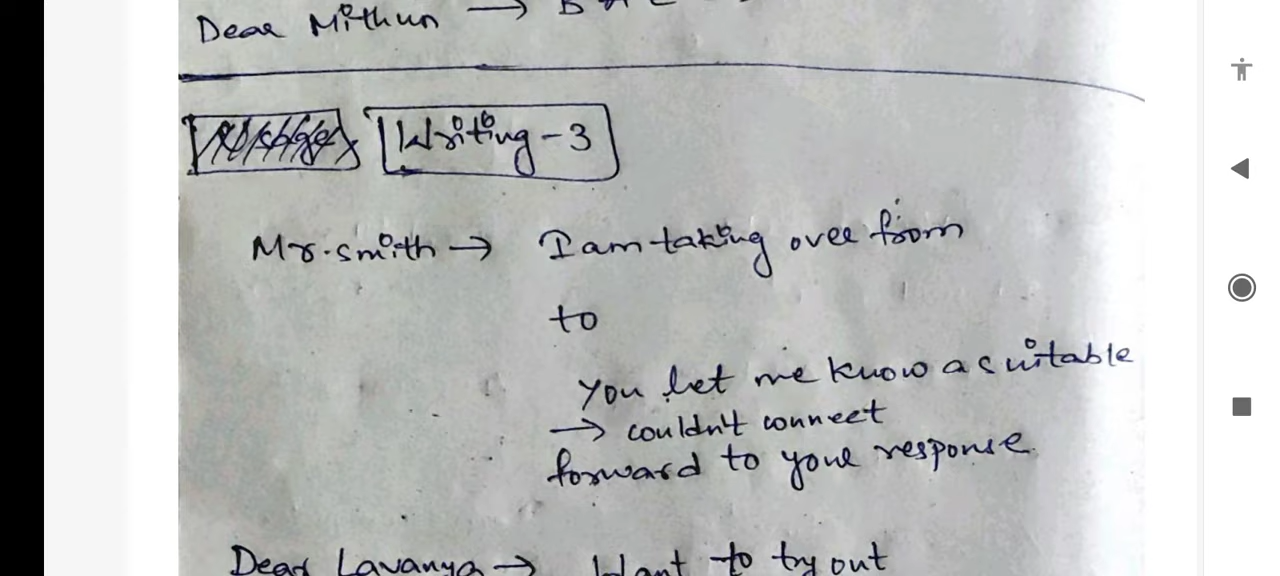 Dear Mithun →
Writing-3
Mr. smith → I am taking over from
to
You let me know a suitable
→ couldn't connect
forward to your response.
Dear Lavanya → Want to try out